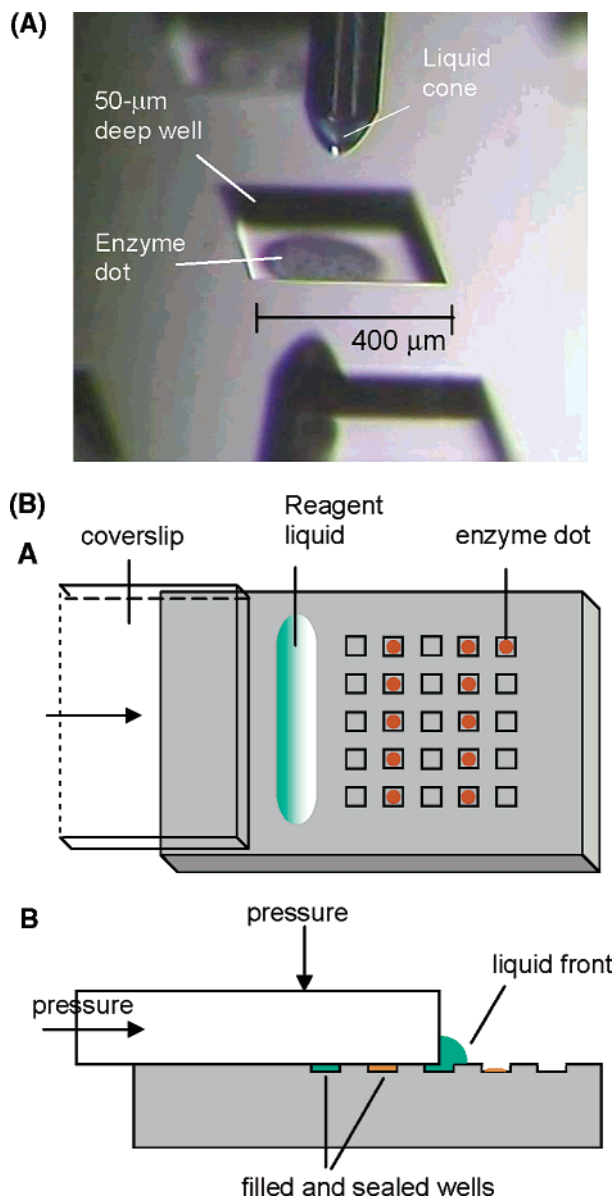 (A)
Liquid
cone
50-μm
deep well
Enzyme
dot
400 μm
(B)
A
coverslip
Reagent
liquid
enzyme dot
B
pressure
pressure
liquid front
filled and sealed wells